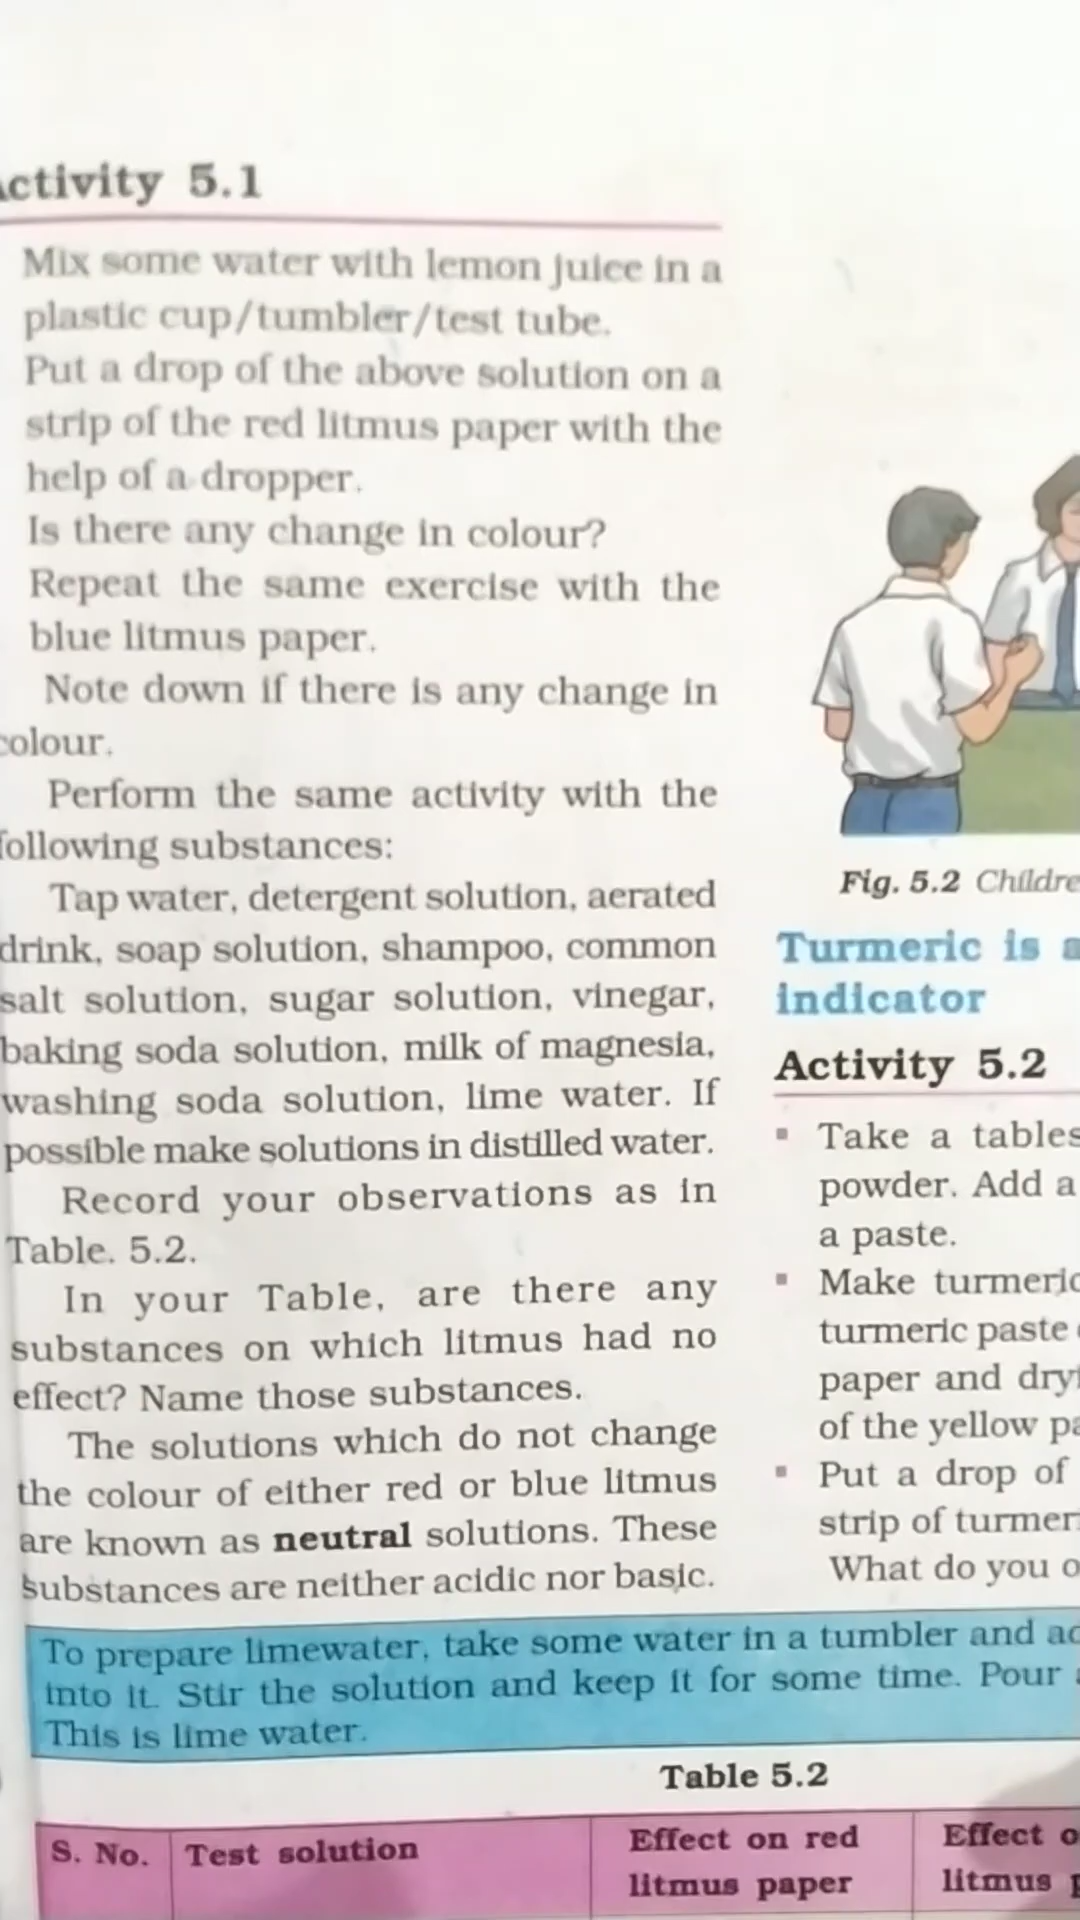 ctivity 5.1
Mix some water with lemon juice in a
plastic cup/tumbler/test tube.
Put a drop of the above solution on a
strip of the red litmus paper with the
help of a dropper.
Is there any change in colour?
Repeat the same exercise with the
blue litmus paper.
Note down if there is any change in
colour.
Perform the same activity with the
following substances:
Tap water, detergent solution, aerated
drink, soap solution, shampoo, common
salt solution, sugar solution, vinegar,
baking soda solution, milk of magnesia,
washing soda solution, lime water. If
possible make solutions in distilled water.
Record your observations as in
Table. 5.2.
In your Table, are there any
substances on which litmus had no
effect? Name those substances.
The solutions which do not change
the colour of either red or blue litmus
are known as neutral solutions. These
substances are neither acidic nor basic.
Fig. 5.2 Childre
Turmeric is a
indicator
Activity 5.2
Take a tables
powder. Add a
a paste.
Make turmeric
turmeric paste
paper and dry
of the yellow pa
Put a drop of
strip of turmer
What do you o
To prepare limewater, take some water in a tumbler and ad
into it. Stir the solution and keep it for some time. Pour a
This is lime water.
Table 5.2
S. No. Test solution Effect on red Effect o
litmus paper litmus p